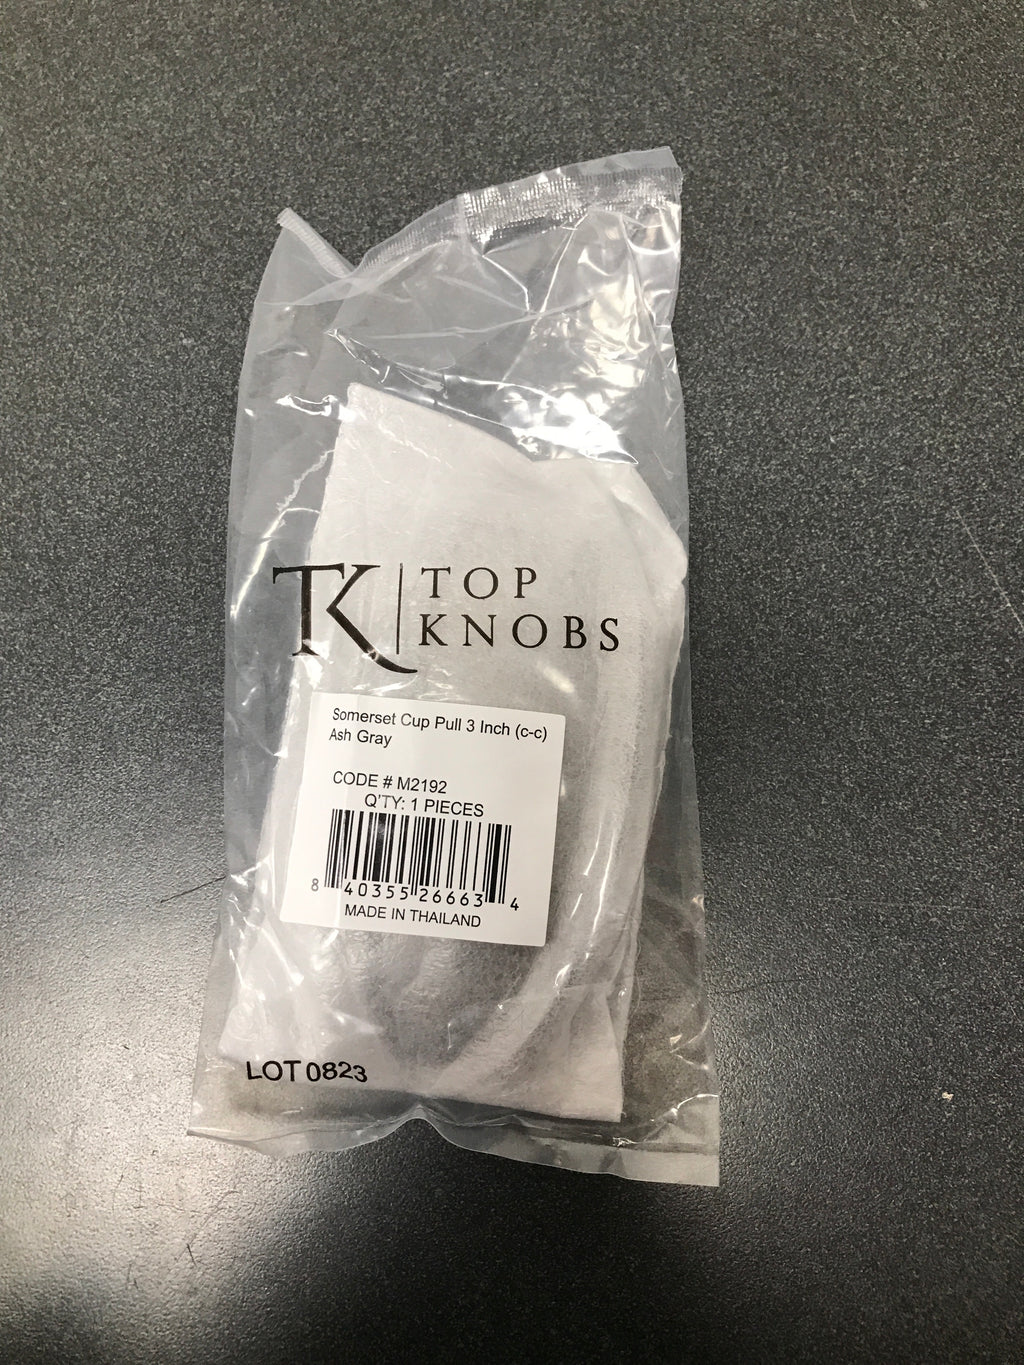 TK | TOP
KNOBS
Somerset Cup Pull 3 Inch (c-c)
Ash Gray
CODE # M2192
Q'TY: 1 PIECES
8 40355 26663 4
MADE IN THAILAND
LOT 0823